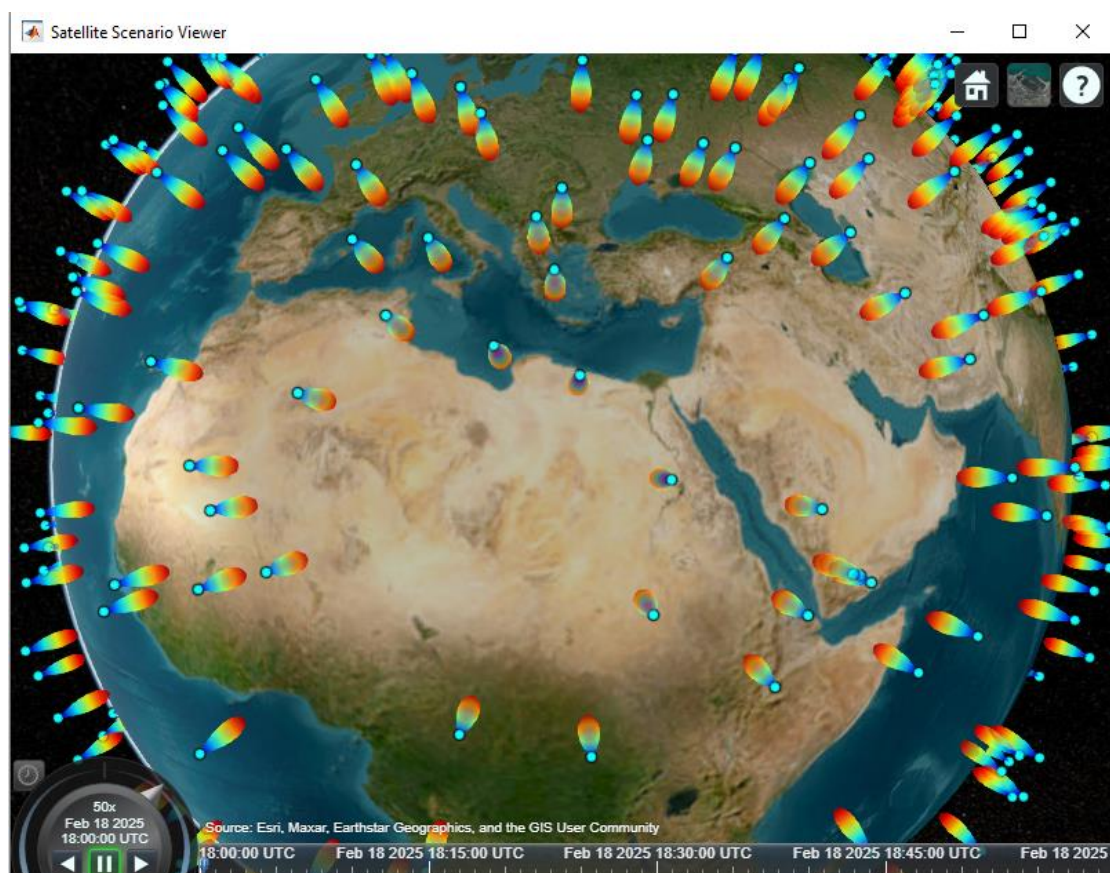 Satellite Scenario Viewer
?
50x
Feb 18 2025
18:00:00 UTC
Source: Esri, Maxar, Earthstar Geographics, and the GIS User Community
18:00:00 UTC Feb 18 2025 18:15:00 UTC Feb 18 2025 18:30:00 UTC Feb 18 2025 18:45:00 UTC Feb 18 2025